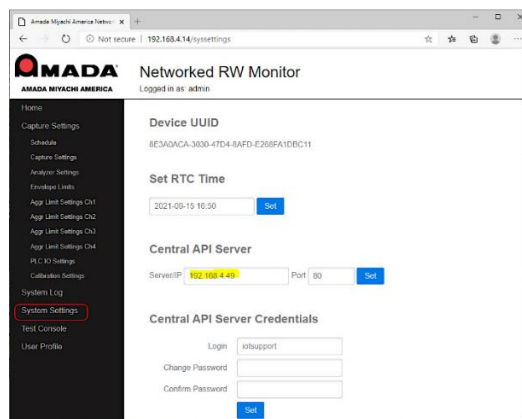 Amada Miyachi America Networ
Not secure | 192.168.4.14/syssettings
AMADA
AMADA MIYACHI AMERICA
Networked RW Monitor
Logged in as: admin
Home
Capture Settings
Schedule
Capture Settings
Analyzer Settings
Envelope Limits
Aggr Limit Settings Ch1
Aggr Limit Settings Ch2
Aggr Limit Settings Ch3
Aggr Limit Settings Ch4
PLC IO Settings
Calibration Settings
System Log
System Settings
Test Console
User Profile
Device UUID
8E3A0ACA-3030-47D4-8AFD-E268FA1DBC11
Set RTC Time
2021-09-15 16:50 Set
Central API Server
Server/IP 192.168.4.49 Port 80 Set
Central API Server Credentials
Login iotsupport
Change Password
Confirm Password
Set